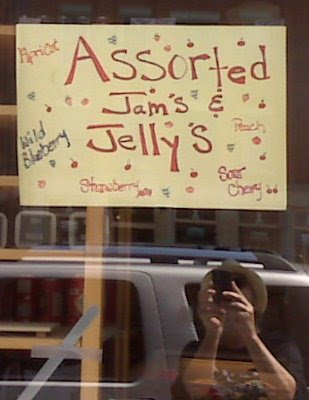 Apricot
Assorted
Jam's &
Jelly's
Peach
Wild
Blueberry
Strawberry
Sour
Cherry